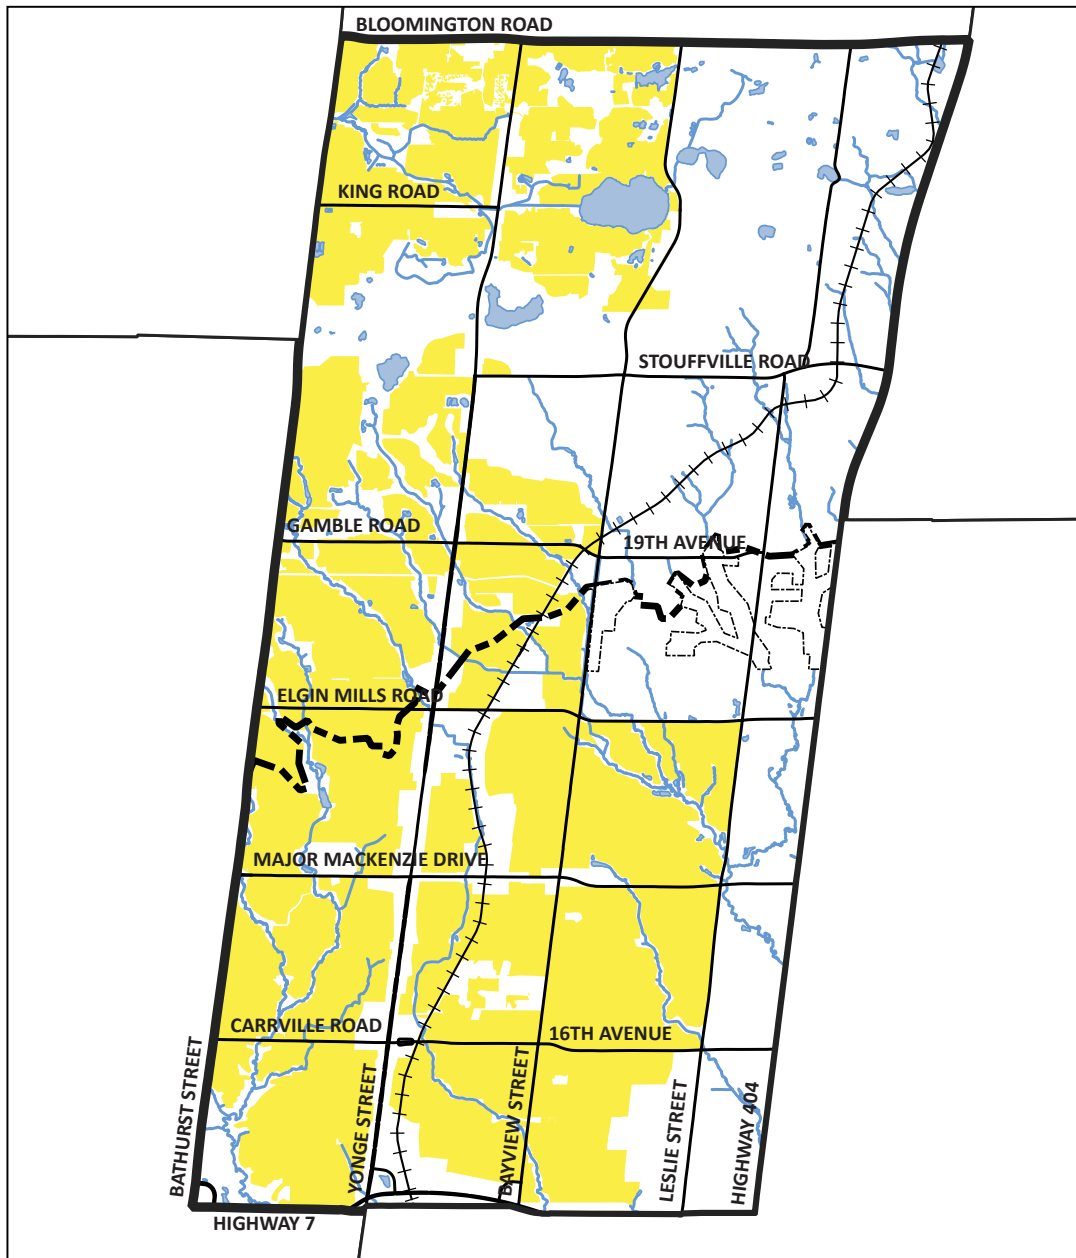 BLOOMINGTON ROAD
KING ROAD
STOUFFVILLE ROAD
GAMBLE ROAD
19TH AVENUE
ELGIN MILLS ROAD
MAJOR MACKENZIE DRIVE
CARRVILLE ROAD
16TH AVENUE
BATHURST STREET
YONGE STREET
BAYVIEW STREET
LESLIE STREET
HIGHWAY 404
HIGHWAY 7